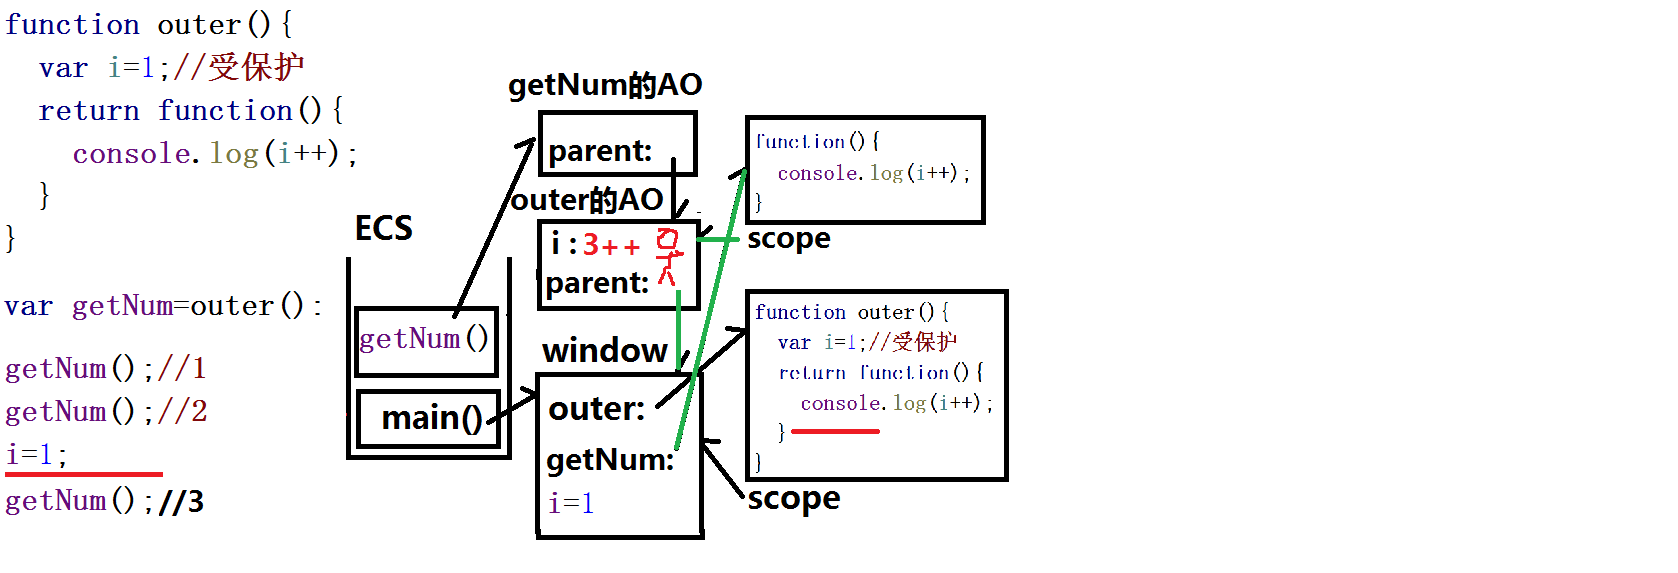 function outer(){
var i=1;//受保护
return function(){
console.log(i++);
}
}
var getNum=outer():
getNum();//1
getNum();//2
i=1;
getNum();//3
ECS
getNum()
main()
getNum的AO
parent:
outer的AO
i:3++
parent:
window
outer:
getNum:
i=1
function(){
console.log(i++);
}
scope
function outer(){
var i=1;//受保护
return function(){
console.log(i++);
}
}
scope